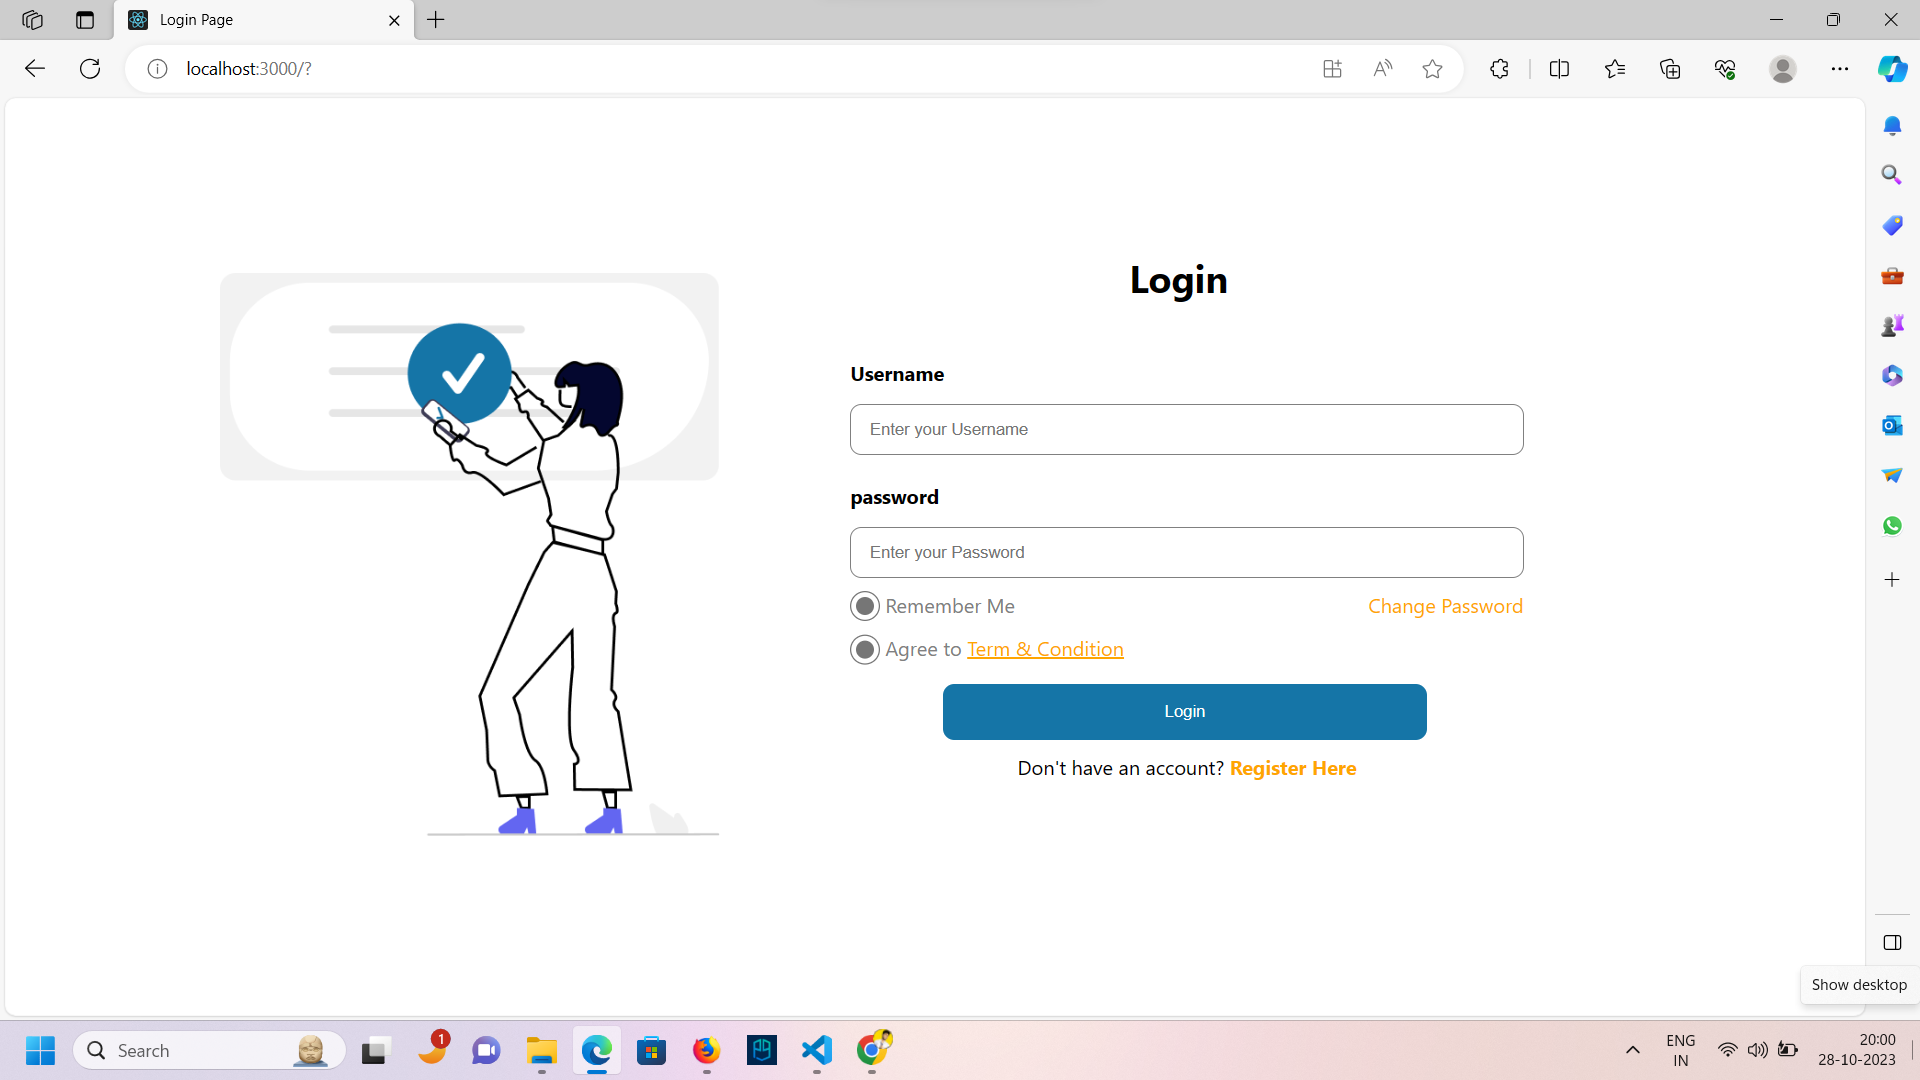 Login Page
localhost:3000/?
Login
Username
Enter your Username
password
Enter your Password
Remember Me
Change Password
Agree to Term & Condition
Login
Don't have an account? Register Here
Show desktop
Search
1
ENG
IN
20:00
28-10-2023